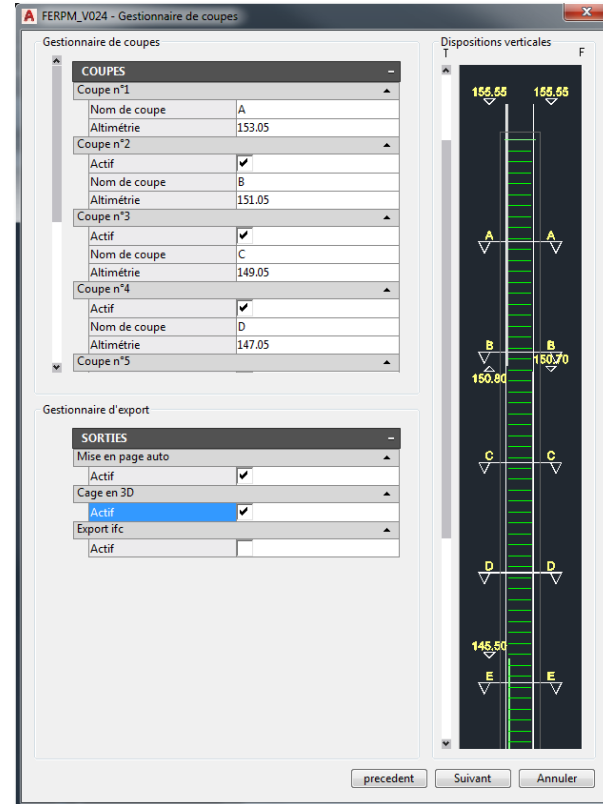 FERPM_V024 - Gestionnaire de coupes
Gestionnaire de coupes
COUPES
Coupe n°1
Nom de coupe A
Altimétrie 153.05
Coupe n°2
Actif
Nom de coupe B
Altimétrie 151.05
Coupe n°3
Actif
Nom de coupe C
Altimétrie 149.05
Coupe n°4
Actif
Nom de coupe D
Altimétrie 147.05
Coupe n°5
Gestionnaire d'export
SORTIES
Mise en page auto
Actif
Cage en 3D
Actif
Export ifc
Actif
Dispositions verticales
T F
155.55 155.55
A A
B B
150.70
150.80
C C
D D
145.50
E E
precedent Suivant Annuler